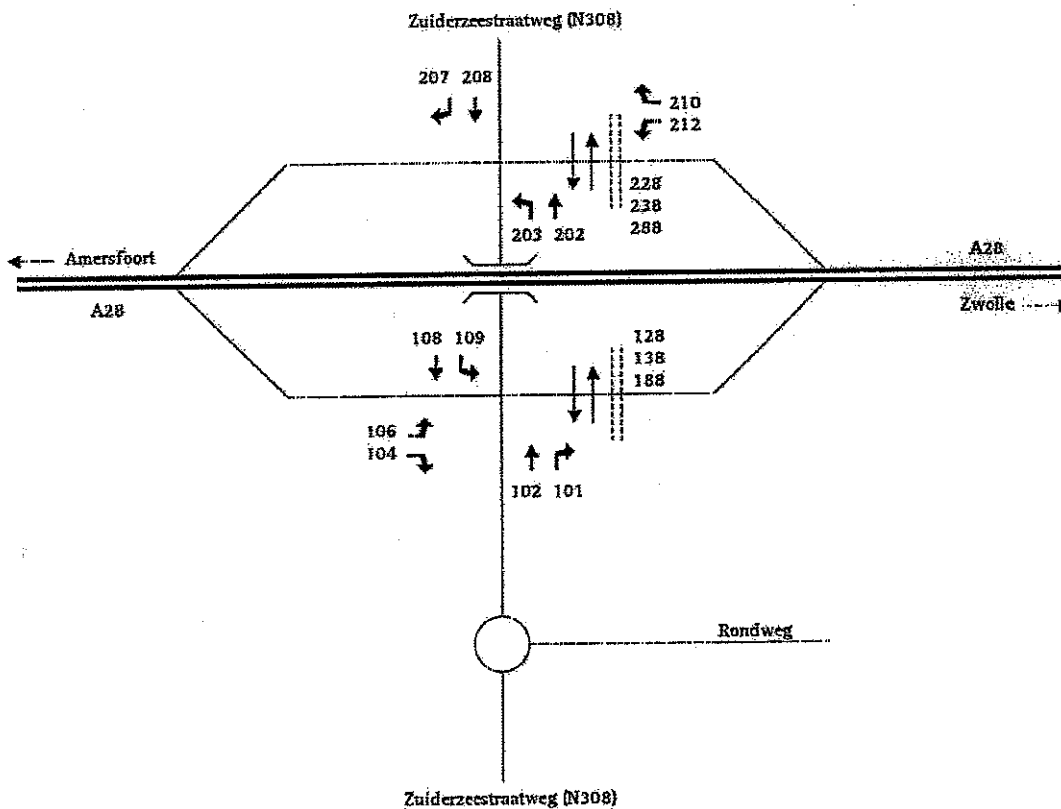 Zuiderzeestraatweg (N308)
207 208
210
212
228
238
288
203 202
Amersfoort
A28
A28
Zwolle
108 109
128
138
188
106
104
102 101
Rondweg
Zuiderzeestraatweg (N308)